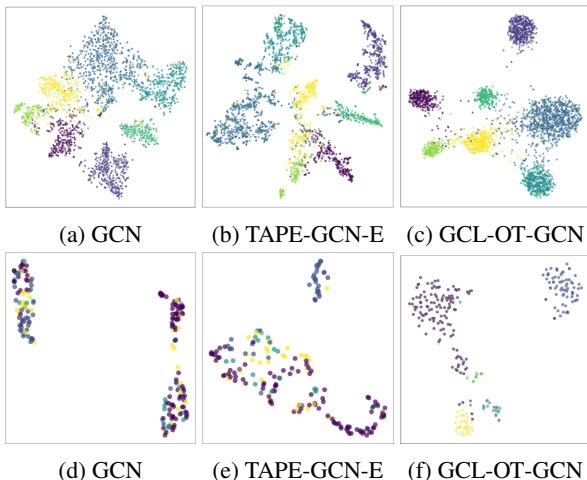 (a) GCN (b) TAPE-GCN-E (c) GCL-OT-GCN
(d) GCN (e) TAPE-GCN-E (f) GCL-OT-GCN